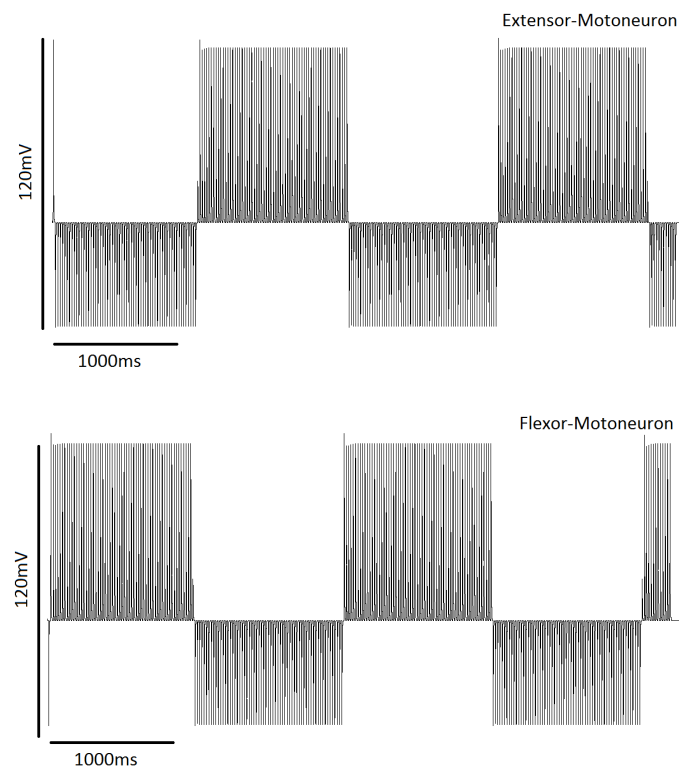 Extensor-Motoneuron
120mV
1000ms
Flexor-Motoneuron
120mV
1000ms